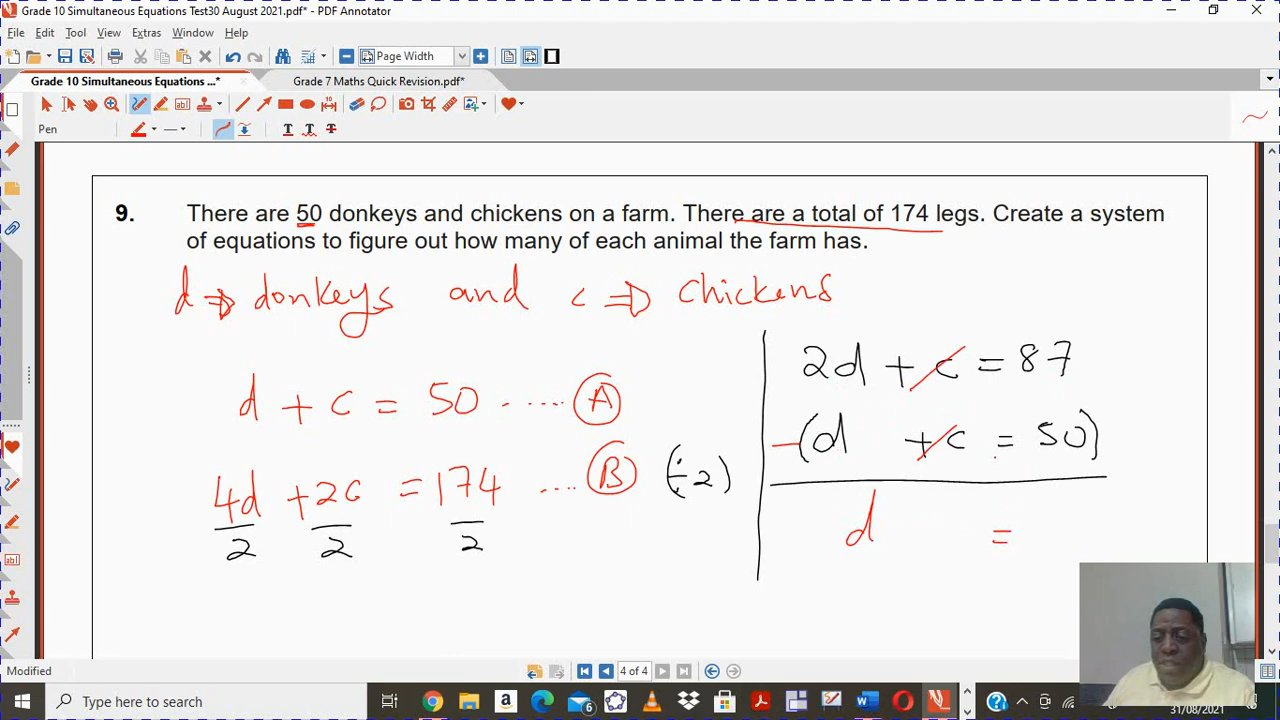 Grade 10 Simultaneous Equations Test30 August 2021.pdf* - PDF Annotator
File Edit Tool View Extras Window Help
Page Width
Grade 10 Simultaneous Equations ...* Grade 7 Maths Quick Revision.pdf*
Pen
9. There are 50 donkeys and chickens on a farm. There are a total of 174 legs. Create a system
of equations to figure out how many of each animal the farm has.
d ⇒ donkeys and c ⇒ chickens
2d + c = 87
d + c = 50 ..... A
-(d + c = 50)
4d + 2c = 174 .... B (÷2)
2 2 2
d =
Modified
4 of 4
Type here to search
6
31/08/2021